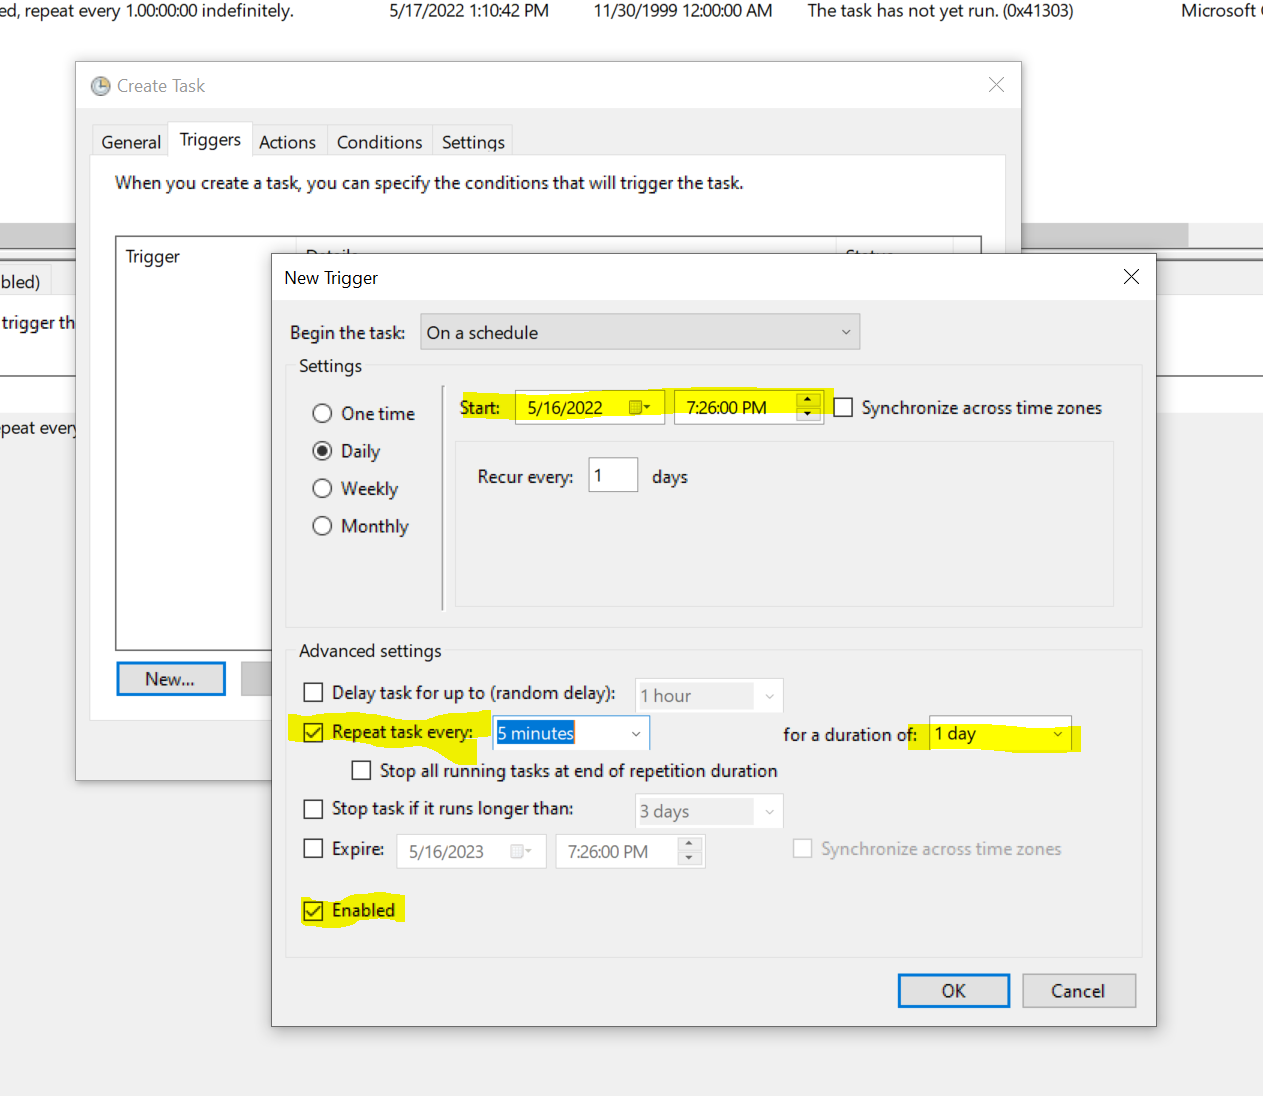 ed, repeat every 1.00:00:00 indefinitely. 5/17/2022 1:10:42 PM 11/30/1999 12:00:00 AM The task has not yet run. (0x41303) Microsoft
Create Task
General Triggers Actions Conditions Settings
When you create a task, you can specify the conditions that will trigger the task.
Trigger Details Status
bled)
trigger th
peat every
New Trigger
Begin the task: On a schedule
Settings
One time
Daily
Weekly
Monthly
Start: 5/16/2022 7:26:00 PM Synchronize across time zones
Recur every: 1 days
Advanced settings
New...
Delay task for up to (random delay): 1 hour
Repeat task every: 5 minutes for a duration of: 1 day
Stop all running tasks at end of repetition duration
Stop task if it runs longer than: 3 days
Expire: 5/16/2023 7:26:00 PM Synchronize across time zones
Enabled
OK Cancel